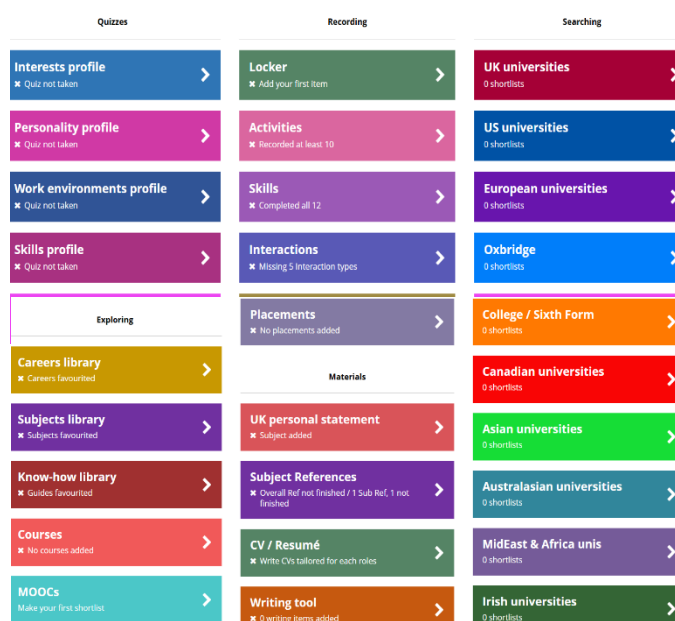 Quizzes
Interests profile
✖ Quiz not taken
Personality profile
✖ Quiz not taken
Work environments profile
✖ Quiz not taken
Skills profile
✖ Quiz not taken
Exploring
Careers library
✖ Careers favourited
Subjects library
✖ Subjects favourited
Know-how library
✖ Guides favourited
Courses
✖ No courses added
MOOCs
Make your first shortlist
Recording
Locker
✖ Add your first item
Activities
✖ Recorded at least 10
Skills
✖ Completed all 12
Interactions
✖ Missing 5 Interaction types
Placements
✖ No placements added
Materials
UK personal statement
✖ Subject added
Subject References
✖ Overall Ref not finished / 1 Sub Ref, 1 not
finished
CV / Resumé
✖ Write CVs tailored for each roles
Writing tool
✖ 0 writing items added
Searching
UK universities
0 shortlists
US universities
0 shortlists
European universities
0 shortlists
Oxbridge
0 shortlists
College / Sixth Form
0 shortlists
Canadian universities
0 shortlists
Asian universities
0 shortlists
Australasian universities
0 shortlists
MidEast & Africa unis
0 shortlists
Irish universities
0 shortlists